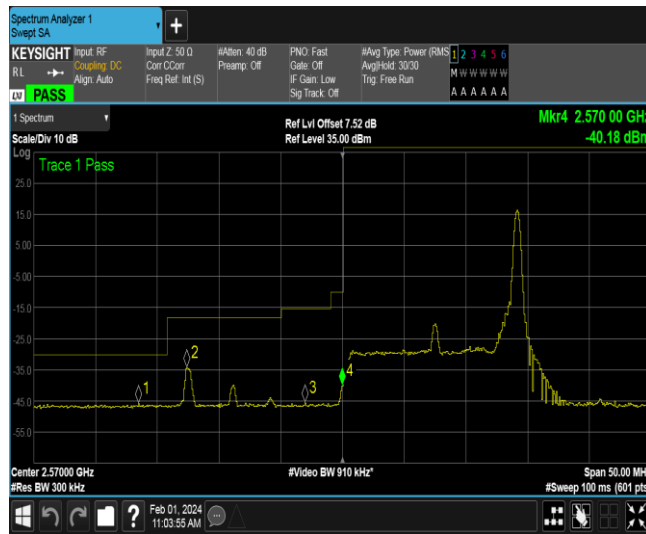 Spectrum Analyzer 1
Swept SA
+
KEYSIGHT
RL
LXI PASS
Input: RF
Coupling: DC
Align: Auto
Input Z: 50 Ω
Corr CCorr
Freq Ref: Int (S)
#Atten: 40 dB
Preamp: Off
PNO: Fast
Gate: Off
IF Gain: Low
Sig Track: Off
#Avg Type: Power (RMS
Avg|Hold: 30/30
Trig: Free Run
1 2 3 4 5 6
M W W W W W
A A A A A A
1 Spectrum
Scale/Div 10 dB
Ref Lvl Offset 7.52 dB
Ref Level 35.00 dBm
Mkr4 2.570 00 GHz
-40.18 dBm
Log
Trace 1 Pass
25.0
15.0
5.00
-5.00
-15.0
-25.0
-35.0
-45.0
-55.0
1
2
3
4
Center 2.57000 GHz
#Res BW 300 kHz
#Video BW 910 kHz*
Span 50.00 MH
#Sweep 100 ms (601 pts
?
Feb 01, 2024
11:03:55 AM